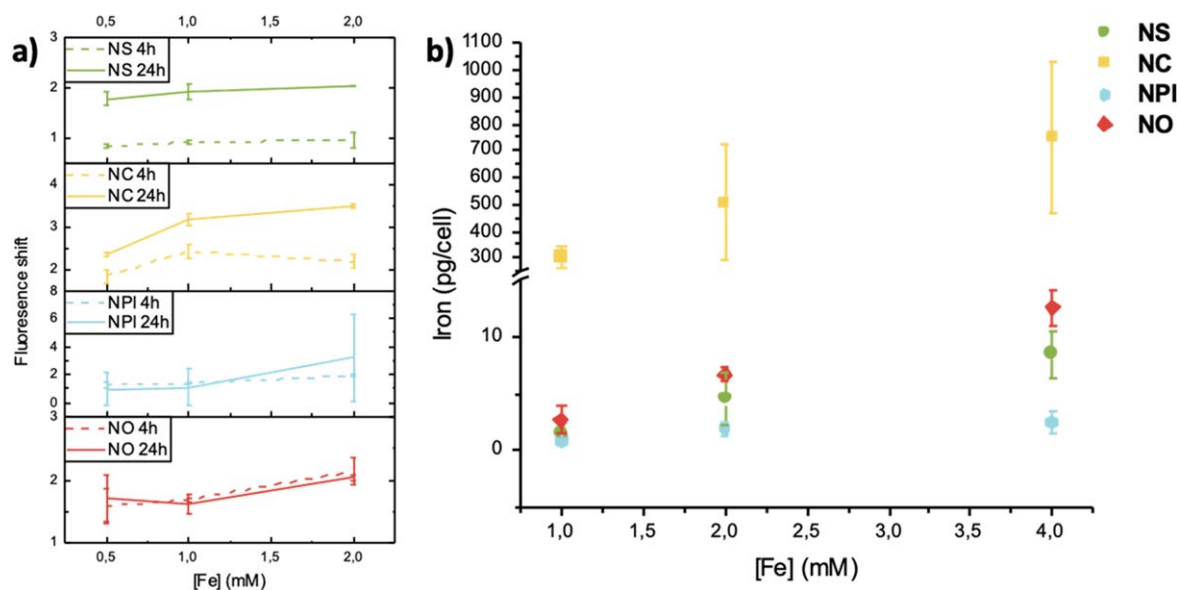 a)
0,5 1,0 1,5 2,0
3
NS 4h
NS 24h
2
1
NC 4h
4
NC 24h
3
2
8
NPI 4h
6
NPI 24h
4
2
0
3
NO 4h
NO 24h
2
1
0,5 1,0 1,5 2,0
[Fe] (mM)
Fluoresence shift
b)
1100
1000
900
800
700
600
500
400
300
10
0
1,0 1,5 2,0 2,5 3,0 3,5 4,0
[Fe] (mM)
Iron (pg/cell)
NS
NC
NPI
NO